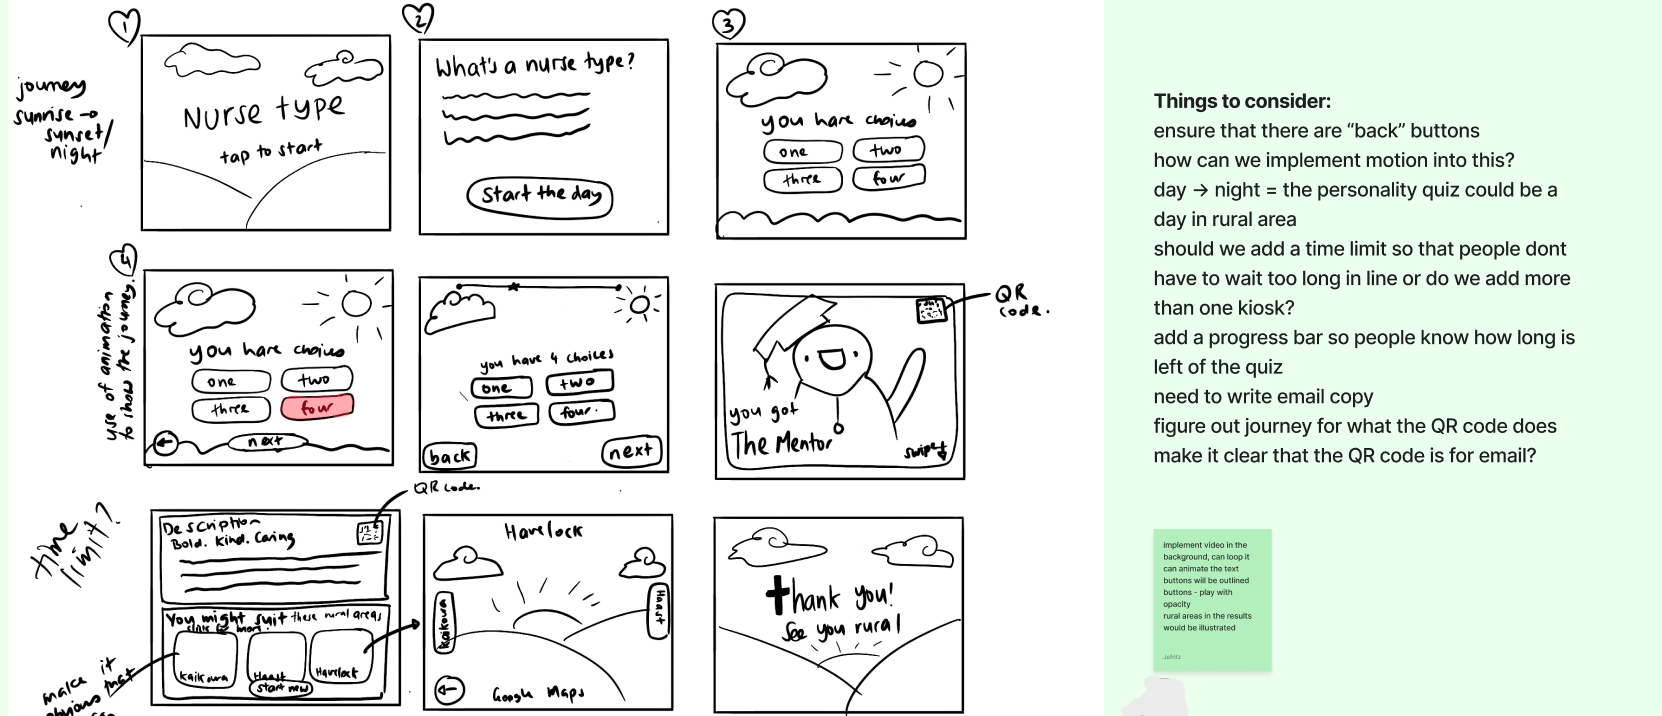 1
2
3
journey
sunrise →
sunset/
night
Nurse type
tap to start
What's a nurse type?
Start the day
you have choices
one
two
three
four
4
use of animation
to show the journey.
you have choices
one
two
three
four
next
you have 4 choices
one
two
three
four.
back
next
QR
code.
you got
The Mentor
swipe
time
limit?
QR code.
Description
Bold. Kind. Caring
You might suit these rural areas
Kaikoura
Haast
Havelock
Start new
make it
obvious that
Havelock
Kaikoura
Haast
Google Maps
Thank you!
See you rural
Things to consider:
ensure that there are “back” buttons
how can we implement motion into this?
day → night = the personality quiz could be a
day in rural area
should we add a time limit so that people dont
have to wait too long in line or do we add more
than one kiosk?
add a progress bar so people know how long is
left of the quiz
need to write email copy
figure out journey for what the QR code does
make it clear that the QR code is for email?
implement video in the
background, can loop it
can animate the text
buttons will be outlined
buttons - play with
opacity
rural areas in the results
would be illustrated